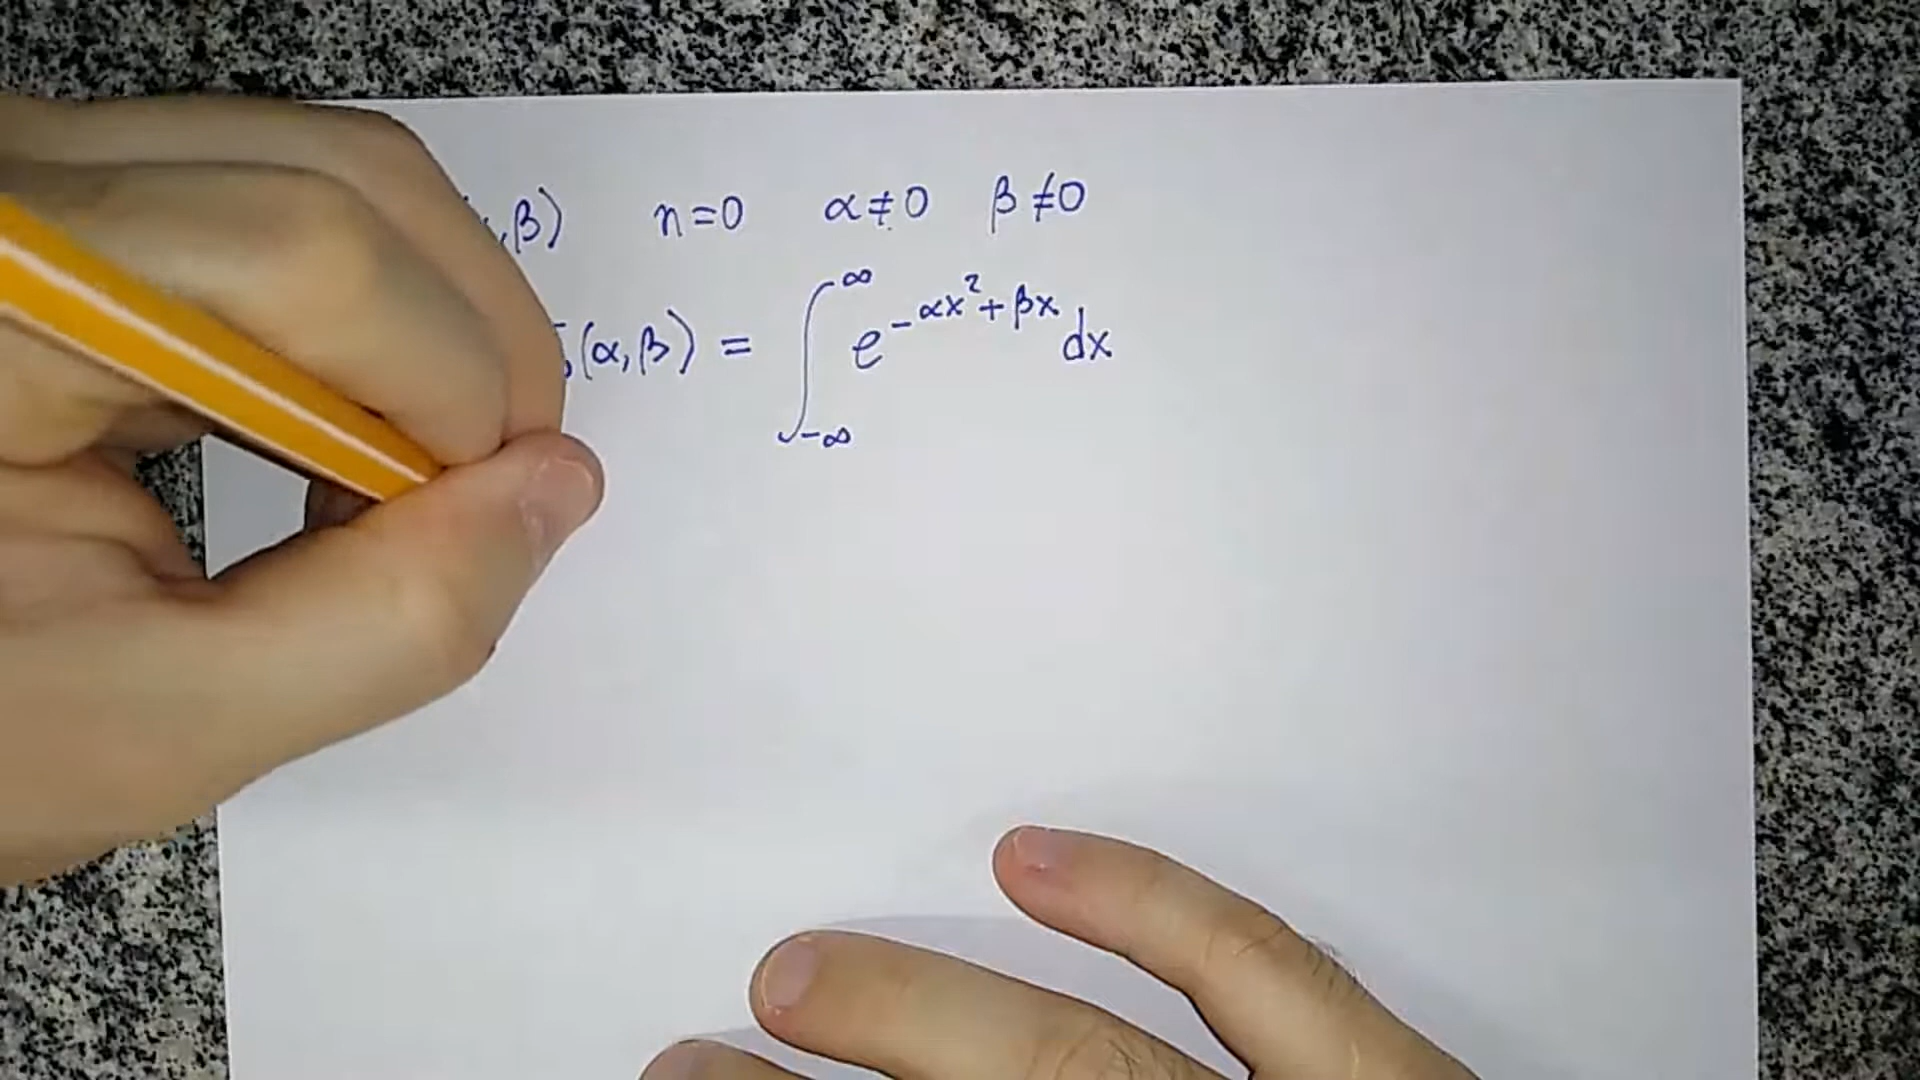 ,β) n=0 α≠0 β≠0
(α,β) = ∫_{-∞}^{∞} e^{-αx²+βx} dx